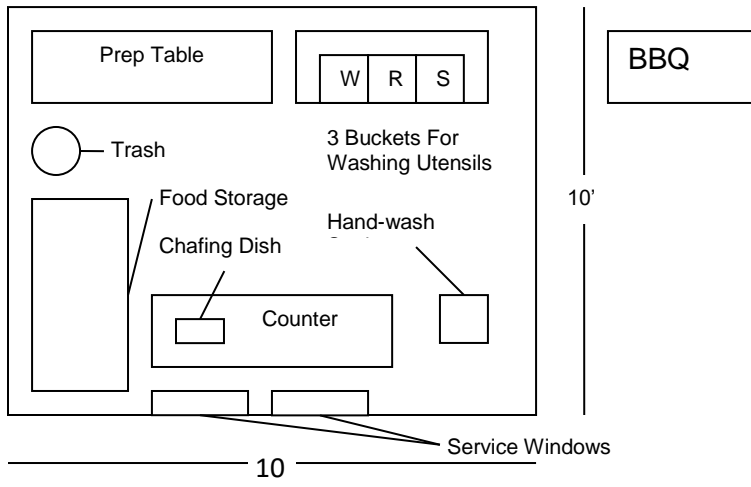 Prep Table
W R S
BBQ
3 Buckets For
Washing Utensils
Trash
Food Storage
10'
Hand-wash
Chafing Dish
Counter
Service Windows
10